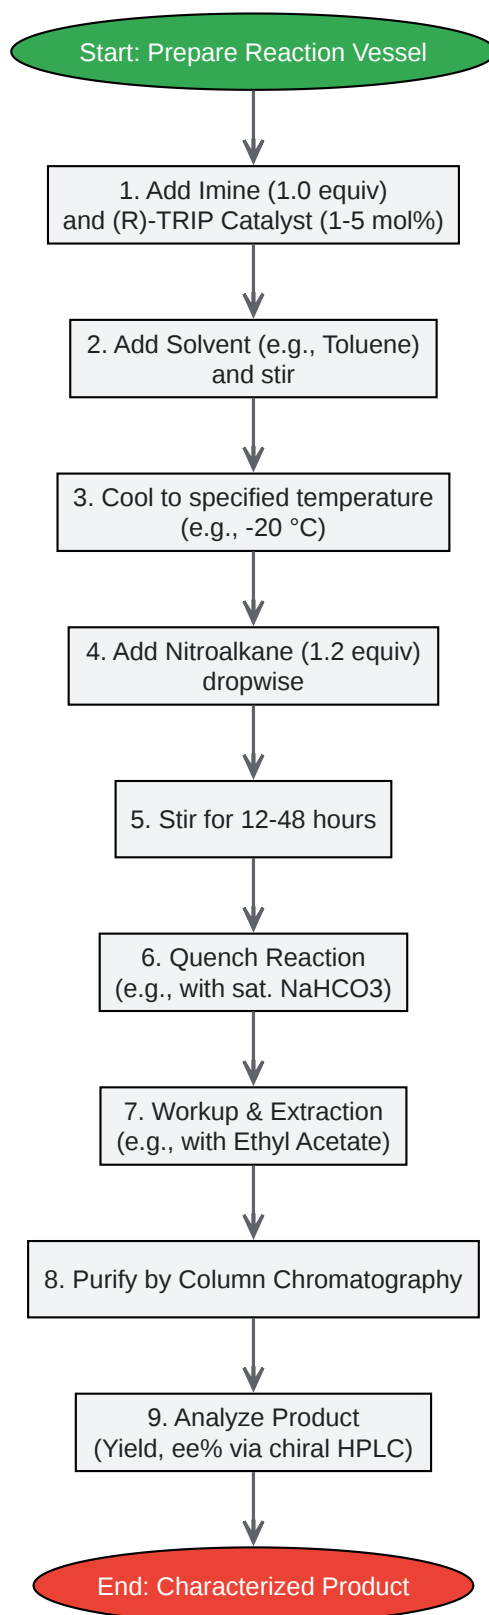 Start: Prepare Reaction Vessel
1. Add Imine (1.0 equiv)
and (R)-TRIP Catalyst (1-5 mol%)
2. Add Solvent (e.g., Toluene)
and stir
3. Cool to specified temperature
(e.g., -20 °C)
4. Add Nitroalkane (1.2 equiv)
dropwise
5. Stir for 12-48 hours
6. Quench Reaction
(e.g., with sat. NaHCO3)
7. Workup & Extraction
(e.g., with Ethyl Acetate)
8. Purify by Column Chromatography
9. Analyze Product
(Yield, ee% via chiral HPLC)
End: Characterized Product